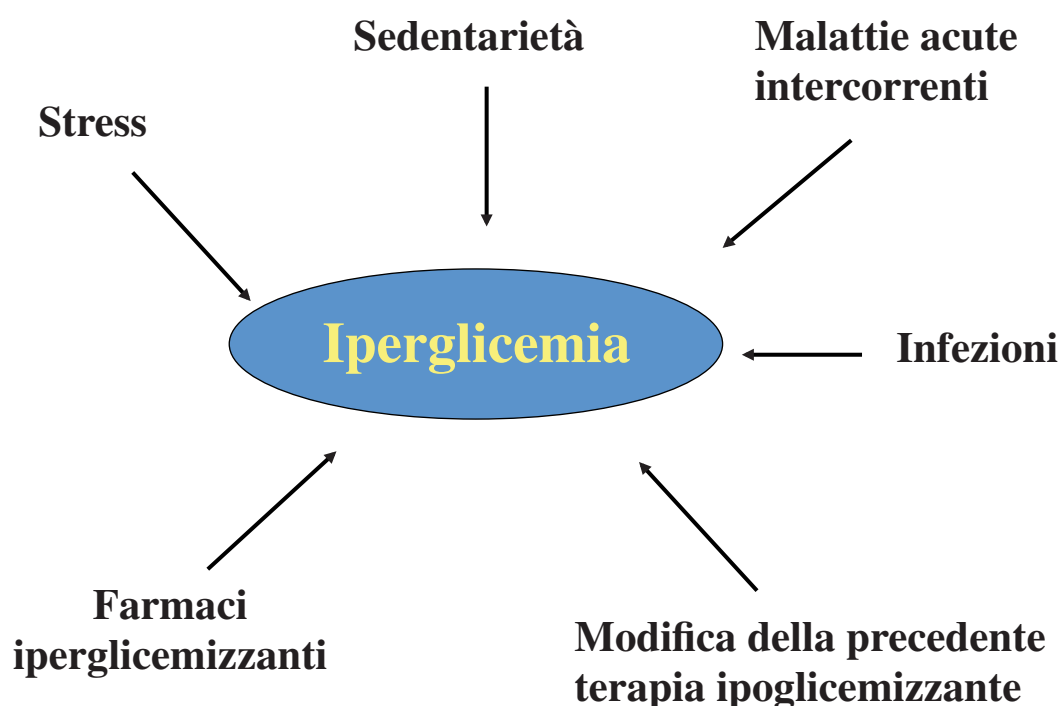 Sedentarietà
Malattie acute
intercorrenti
Stress
Iperglicemia
Infezioni
Farmaci
iperglicemizzanti
Modifica della precedente
terapia ipoglicemizzante